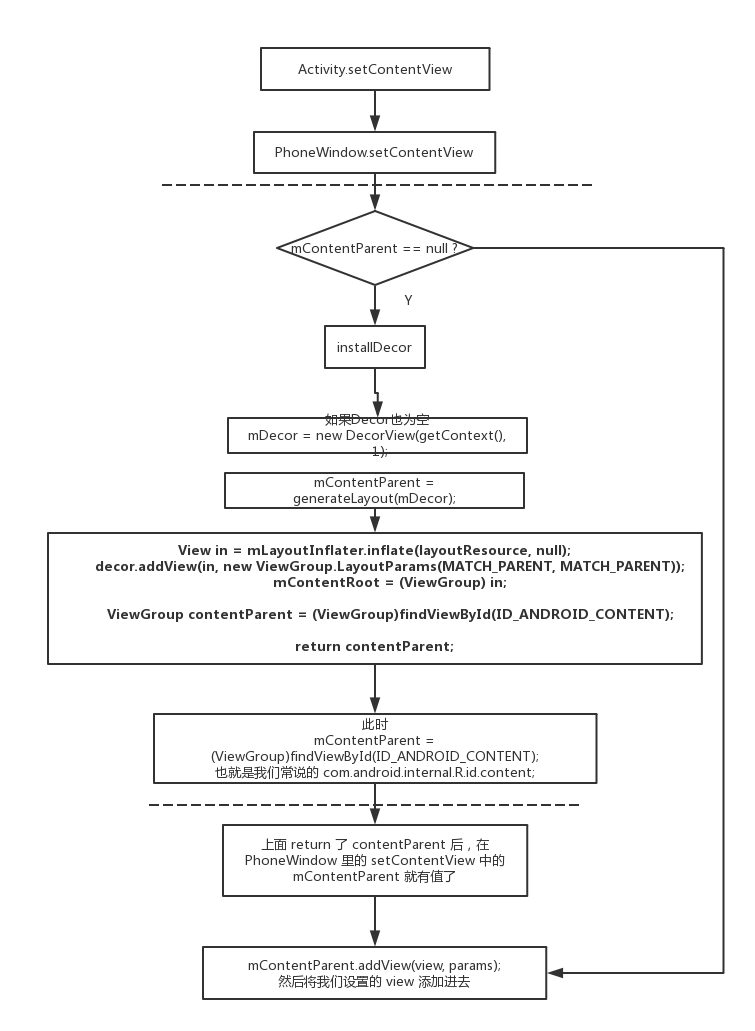 Activity.setContentView
PhoneWindow.setContentView
mContentParent == null ?
Y
installDecor
如果Decor也为空
mDecor = new DecorView(getContext(),
1);
mContentParent =
generateLayout(mDecor);
View in = mLayoutInflater.inflate(layoutResource, null);
decor.addView(in, new ViewGroup.LayoutParams(MATCH_PARENT, MATCH_PARENT));
mContentRoot = (ViewGroup) in;
ViewGroup contentParent = (ViewGroup)findViewById(ID_ANDROID_CONTENT);
return contentParent;
此时
mContentParent =
(ViewGroup)findViewById(ID_ANDROID_CONTENT);
也就是我们常说的 com.android.internal.R.id.content;
上面 return 了 contentParent 后，在
PhoneWindow 里的 setContentView 中的
mContentParent 就有值了
mContentParent.addView(view, params);
然后将我们设置的 view 添加进去